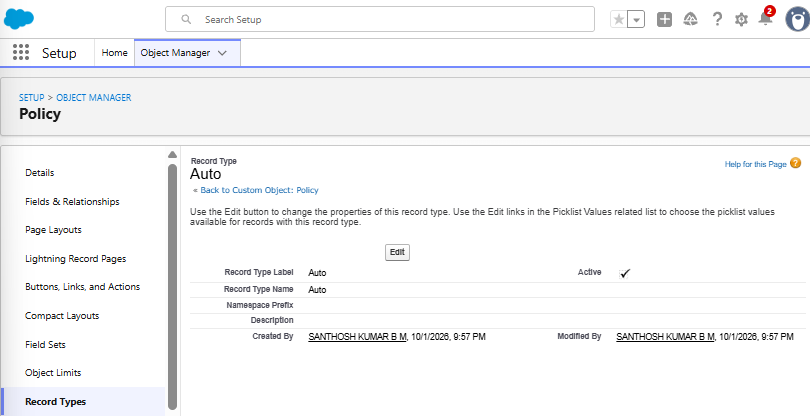 Search Setup
2
Setup
Home
Object Manager
SETUP > OBJECT MANAGER
Policy
Details
Fields & Relationships
Page Layouts
Lightning Record Pages
Buttons, Links, and Actions
Compact Layouts
Field Sets
Object Limits
Record Types
Record Type
Auto
Help for this Page ?
« Back to Custom Object: Policy
Use the Edit button to change the properties of this record type. Use the Edit links in the Picklist Values related list to choose the picklist values
available for records with this record type.
Edit
Record Type Label Auto Active ✓
Record Type Name Auto
Namespace Prefix
Description
Created By SANTHOSH KUMAR B M, 10/1/2026, 9:57 PM Modified By SANTHOSH KUMAR B M, 10/1/2026, 9:57 PM